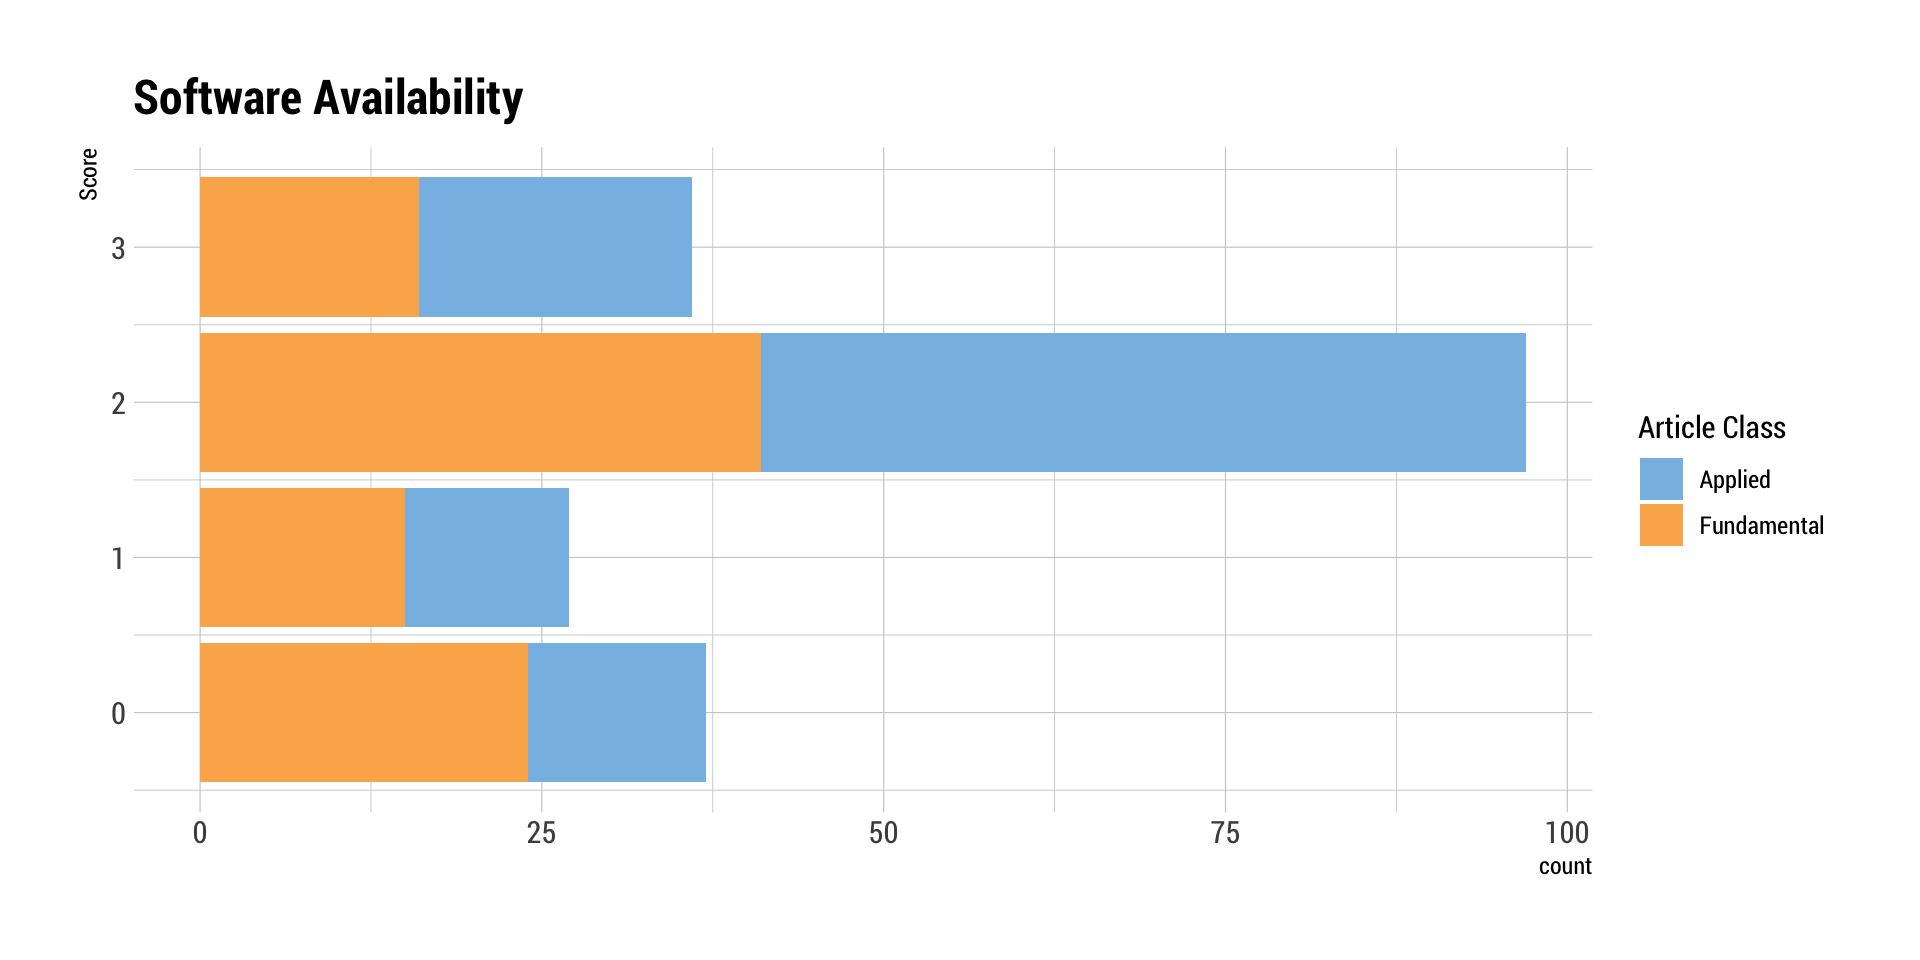 Software Availability
Score
3
2
1
0
0 25 50 75 100
count
Article Class
Applied
Fundamental